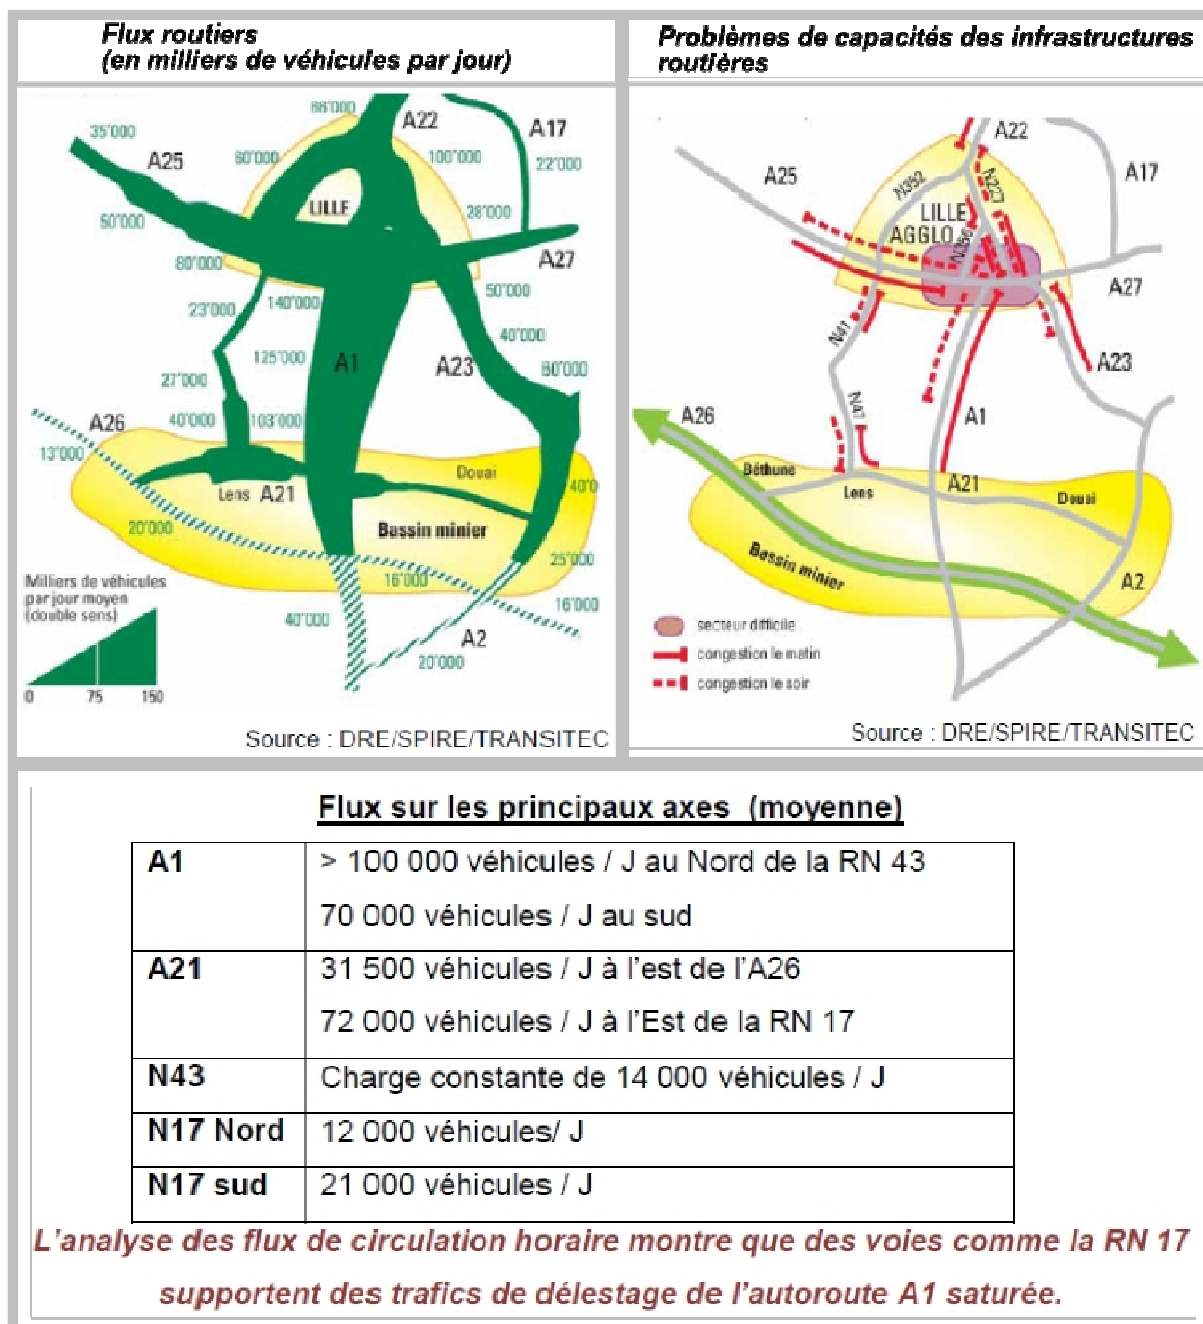 Flux routiers
(en milliers de véhicules par jour)
66'000
A22
A17
35'000
A25
60'000
100'000
22'000
LILLE
28'000
50'000
A27
80'000
50'000
23'000
140'000
40'000
125'000
A1
A23
60'000
27'000
A26
40'000
103'000
13'000
Douai
40'0
Lens A21
20'000
Bassin minier
25'000
16'000
Milliers de véhicules
par jour moyen
(double sens)
16'000
40'000
A2
20'000
0 75 150
Source : DRE/SPIRE/TRANSITEC
Problèmes de capacités des infrastructures
routières
A22
A25
N352
N227
A17
LILLE
AGGLO
N356
A27
N41
A23
A26
N47
A1
Béthune
Lens
A21
Douai
Bassin minier
A2
secteur difficile
congestion le matin
congestion le soir
Source : DRE/SPIRE/TRANSITEC
Flux sur les principaux axes (moyenne)
A1
> 100 000 véhicules / J au Nord de la RN 43
70 000 véhicules / J au sud
A21
31 500 véhicules / J à l'est de l'A26
72 000 véhicules / J à l'Est de la RN 17
N43
Charge constante de 14 000 véhicules / J
N17 Nord
12 000 véhicules/ J
N17 sud
21 000 véhicules / J
L'analyse des flux de circulation horaire montre que des voies comme la RN 17
supportent des trafics de délestage de l'autoroute A1 saturée.